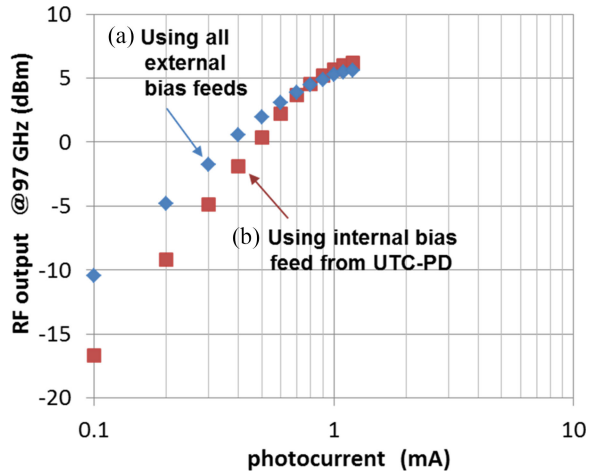 (a) Using all
external
bias feeds
(b) Using internal bias
feed from UTC-PD
RF output @97 GHz (dBm)
10
5
0
-5
-10
-15
-20
0.1
1
10
photocurrent (mA)